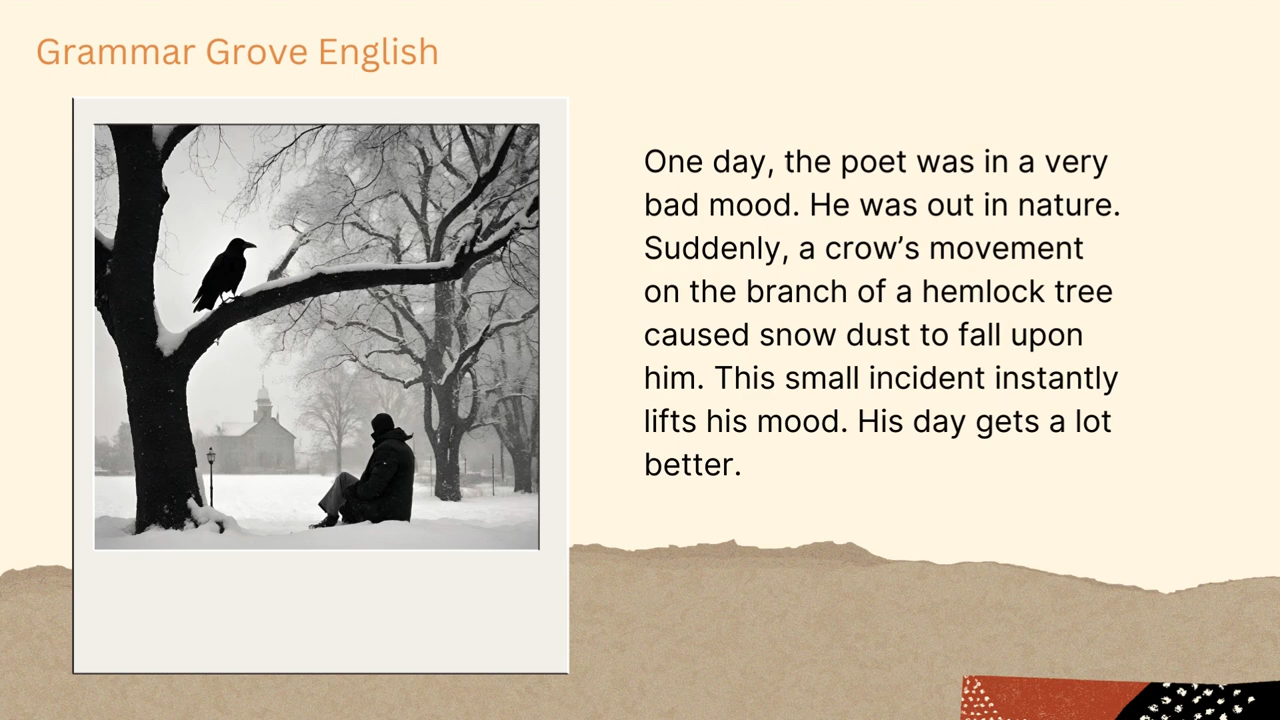 Grammar Grove English
One day, the poet was in a very
bad mood. He was out in nature.
Suddenly, a crow’s movement
on the branch of a hemlock tree
caused snow dust to fall upon
him. This small incident instantly
lifts his mood. His day gets a lot
better.